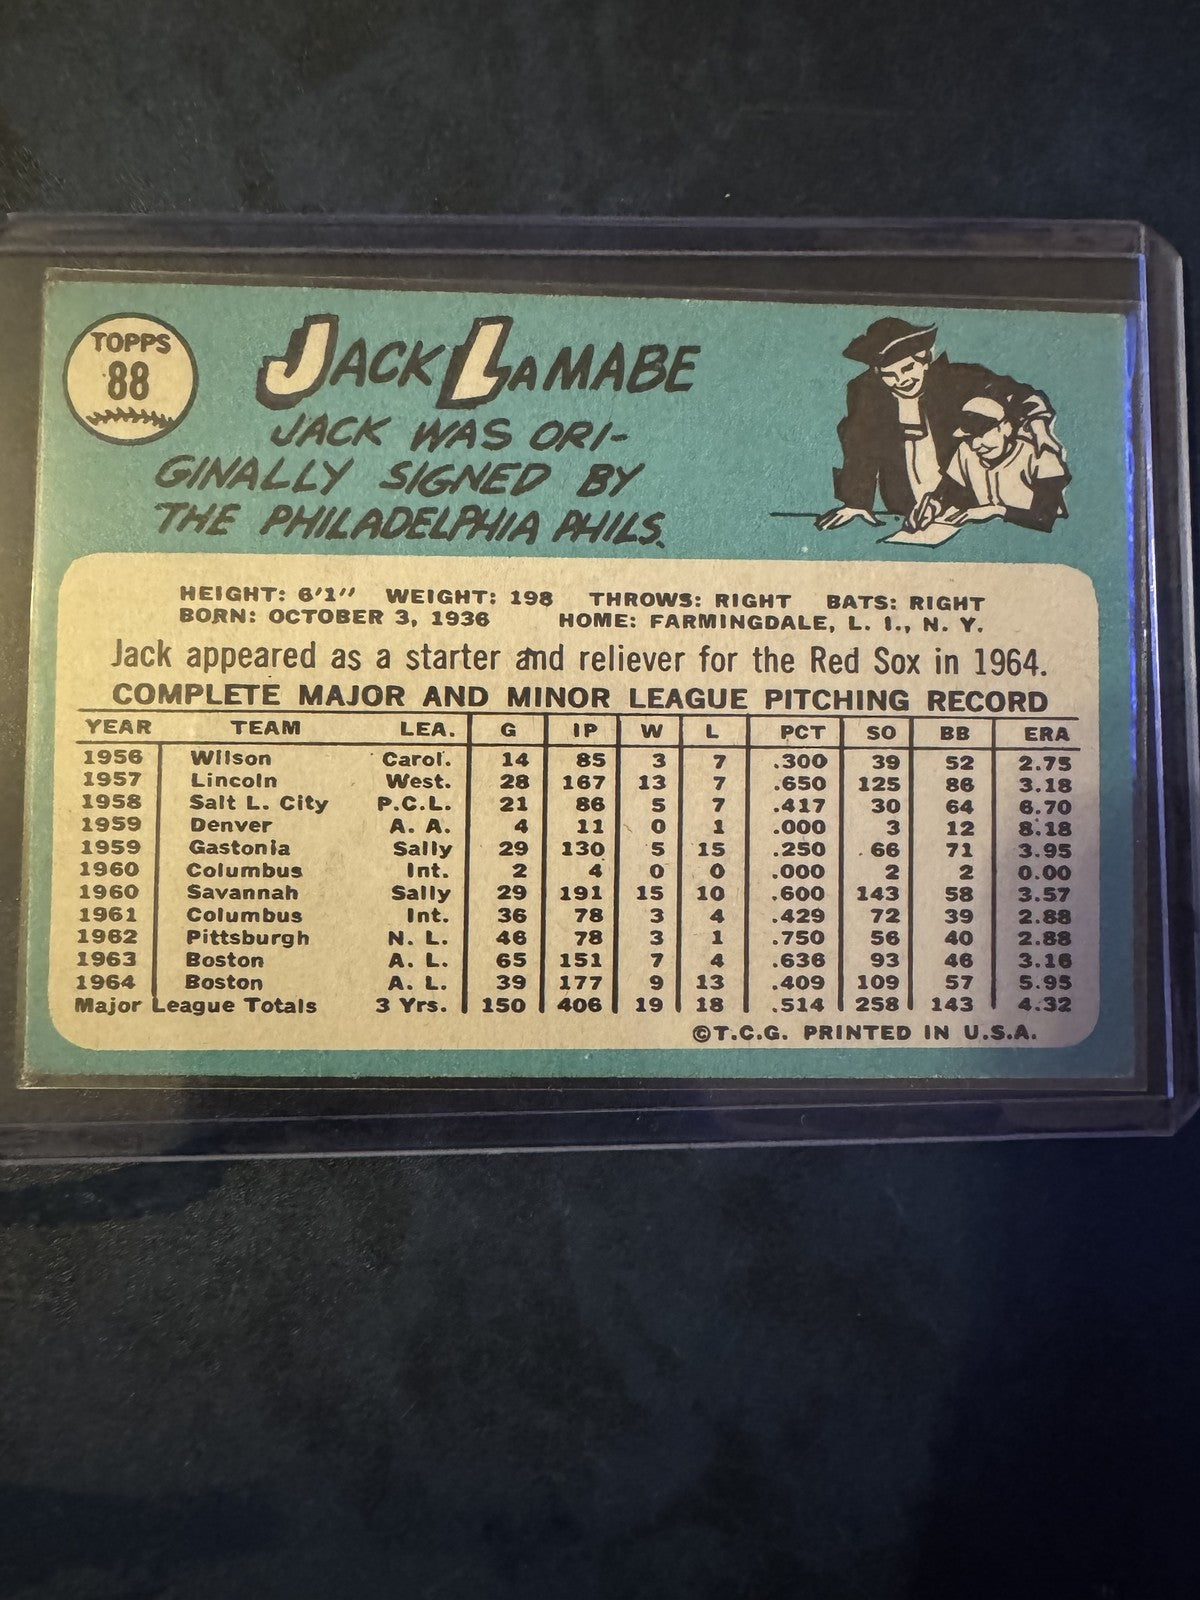 TOPPS
88
JACK LAMABE
JACK WAS ORI-
GINALLY SIGNED BY
THE PHILADELPHIA PHILS.
HEIGHT: 6'1" WEIGHT: 198 THROWS: RIGHT BATS: RIGHT
BORN: OCTOBER 3, 1936 HOME: FARMINGDALE, L. I., N. Y.
Jack appeared as a starter and reliever for the Red Sox in 1964.
COMPLETE MAJOR AND MINOR LEAGUE PITCHING RECORD
YEAR TEAM LEA. G IP W L PCT SO BB ERA
1956 Wilson Carol. 14 85 3 7 .300 39 52 2.75
1957 Lincoln West. 28 167 13 7 .650 125 86 3.18
1958 Salt L. City P.C.L. 21 86 5 7 .417 30 64 6.70
1959 Denver A. A. 4 11 0 1 .000 3 12 8.18
1959 Gastonia Sally 29 130 5 15 .250 66 71 3.95
1960 Columbus Int. 2 4 0 0 .000 2 2 0.00
1960 Savannah Sally 29 191 15 10 .600 143 58 3.57
1961 Columbus Int. 36 78 3 4 .429 72 39 2.88
1962 Pittsburgh N. L. 46 78 3 1 .750 56 40 2.88
1963 Boston A. L. 65 151 7 4 .636 93 46 3.16
1964 Boston A. L. 39 177 9 13 .409 109 57 5.95
Major League Totals 3 Yrs. 150 406 19 18 .514 258 143 4.32
©T.C.G. PRINTED IN U.S.A.